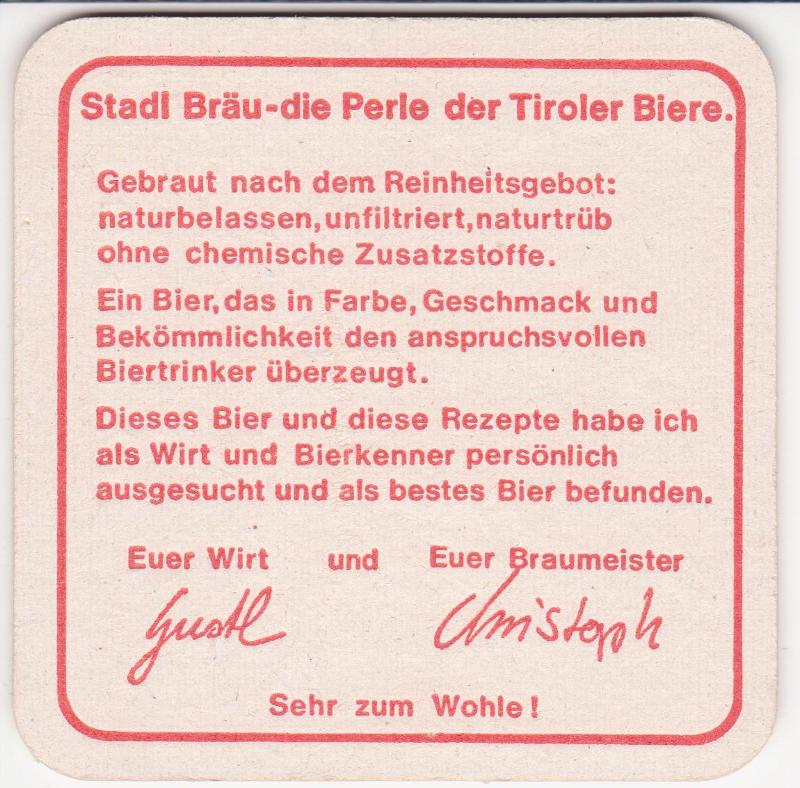 Stadl Bräu-die Perle der Tiroler Biere.
Gebraut nach dem Reinheitsgebot:
naturbelassen,unfiltriert,naturtrüb
ohne chemische Zusatzstoffe.
Ein Bier,das in Farbe,Geschmack und
Bekömmlichkeit den anspruchsvollen
Biertrinker überzeugt.
Dieses Bier und diese Rezepte habe ich
als Wirt und Bierkenner persönlich
ausgesucht und als bestes Bier befunden.
Euer Wirt und Euer Braumeister
Gustl Christoph
Sehr zum Wohle!